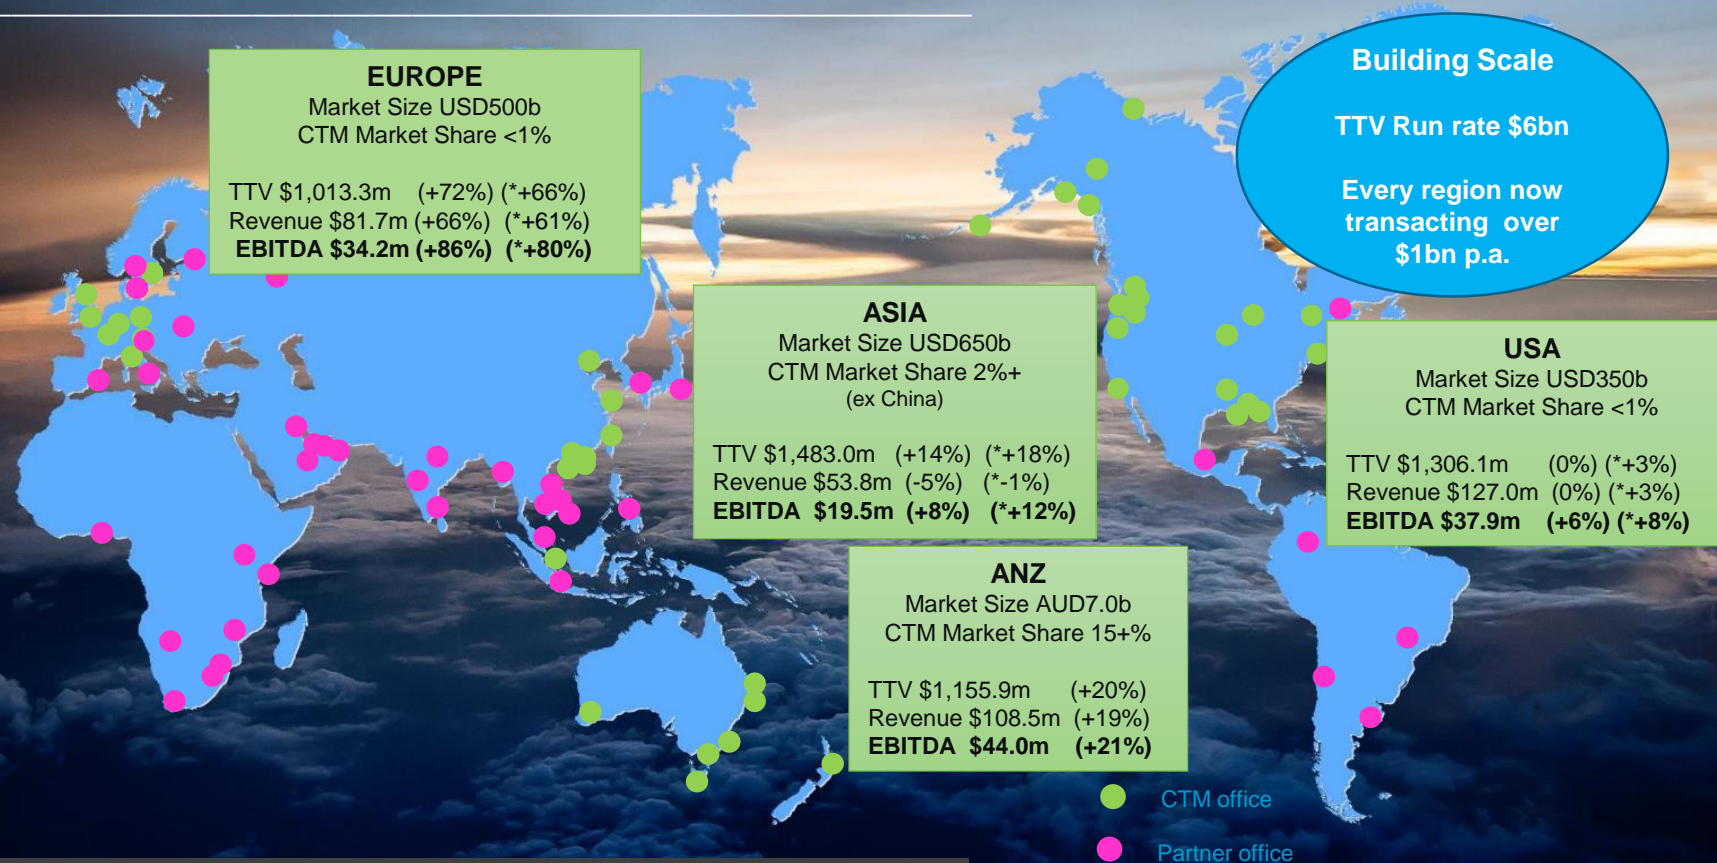 EUROPE
Market Size USD500b
CTM Market Share <1%
TTV $1,013.3m (+72%) (*+66%)
Revenue $81.7m (+66%) (*+61%)
EBITDA $34.2m (+86%) (*+80%)
Building Scale
TTV Run rate $6bn
Every region now
transacting over
$1bn p.a.
ASIA
Market Size USD650b
CTM Market Share 2%+
(ex China)
TTV $1,483.0m (+14%) (*+18%)
Revenue $53.8m (-5%) (*-1%)
EBITDA $19.5m (+8%) (*+12%)
USA
Market Size USD350b
CTM Market Share <1%
TTV $1,306.1m (0%) (*+3%)
Revenue $127.0m (0%) (*+3%)
EBITDA $37.9m (+6%) (*+8%)
ANZ
Market Size AUD7.0b
CTM Market Share 15+%
TTV $1,155.9m (+20%)
Revenue $108.5m (+19%)
EBITDA $44.0m (+21%)
CTM office
Partner office